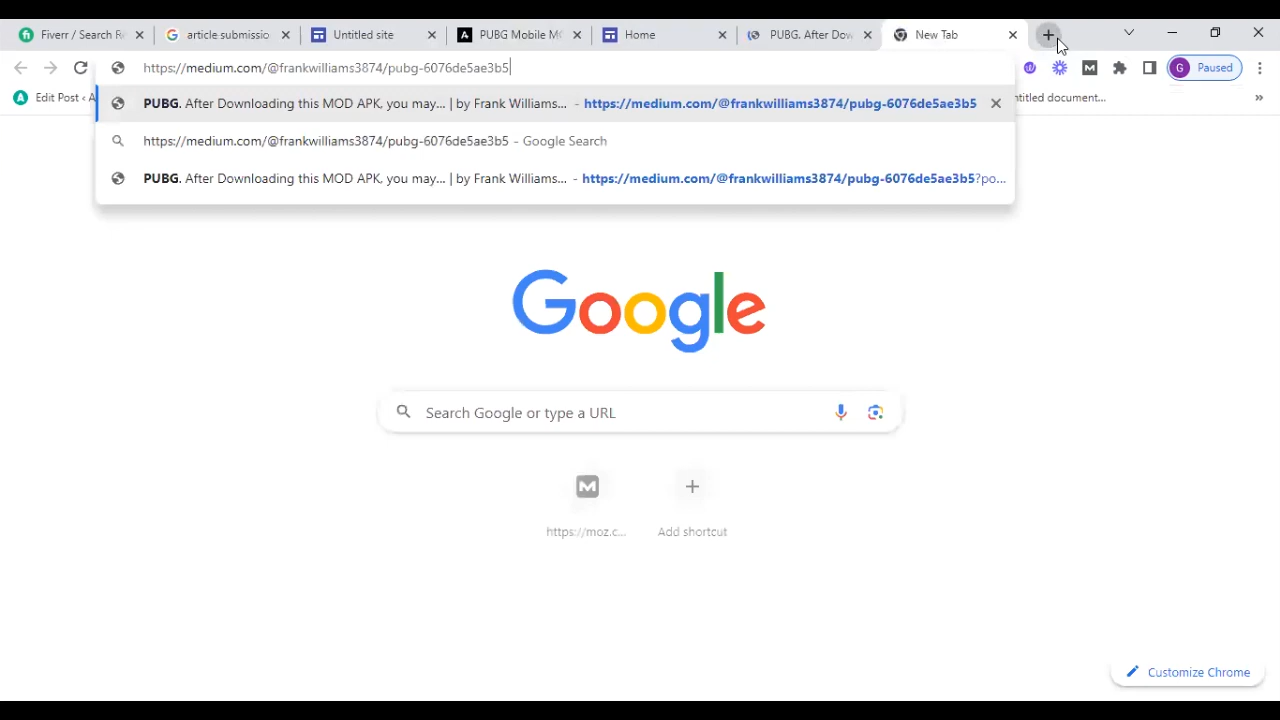 Fiverr / Search Re
article submissio
Untitled site
PUBG Mobile MO
Home
PUBG. After Dow
New Tab
https://medium.com/@frankwilliams3874/pubg-6076de5ae3b5
G Paused
Edit Post ‹ A
PUBG. After Downloading this MOD APK, you may... | by Frank Williams... - https://medium.com/@frankwilliams3874/pubg-6076de5ae3b5
ntitled document...
»
https://medium.com/@frankwilliams3874/pubg-6076de5ae3b5 - Google Search
PUBG. After Downloading this MOD APK, you may... | by Frank Williams... - https://medium.com/@frankwilliams3874/pubg-6076de5ae3b5?po...
Google
Search Google or type a URL
https://moz.c...
Add shortcut
Customize Chrome